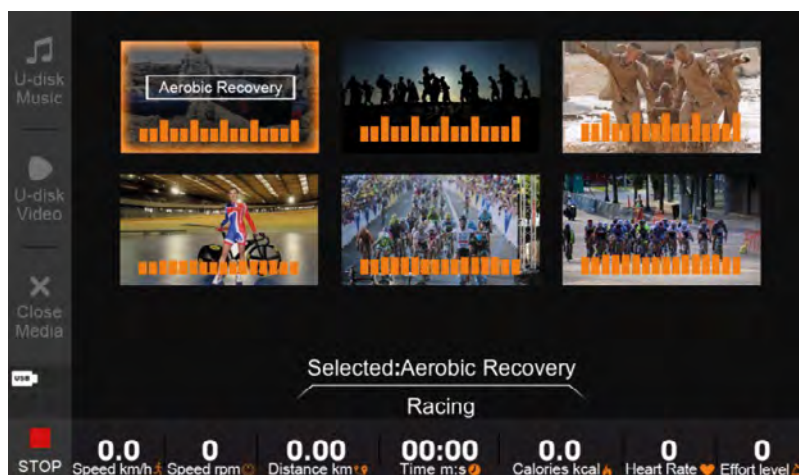 U-disk
Music
U-disk
Video
Close
Media
USB
STOP
Aerobic Recovery
Selected:Aerobic Recovery
Racing
0.0
Speed km/h
0
Speed rpm
0.00
Distance km
00:00
Time m:s
0.0
Calories kcal
0
Heart Rate
0
Effort level